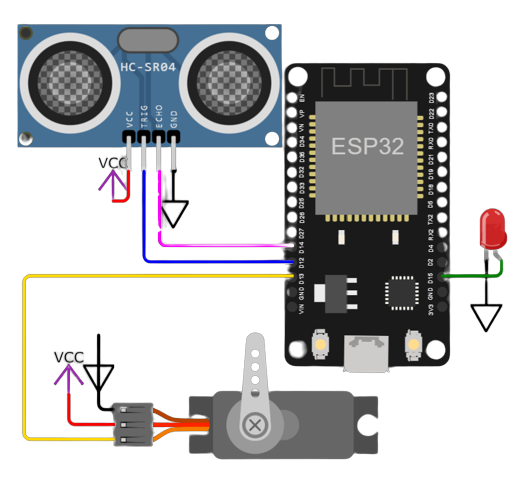 HC-SR04
VCC
TRIG
ECHO
GND
VCC
ESP32
EN
VP
VN
D34
D35
D32
D33
D25
D26
D27
D14
D12
D13
GND
VIN
D23
D22
TX0
RX0
D21
D19
D18
D5
TX2
RX2
D4
D2
D15
GND
3V3
VCC